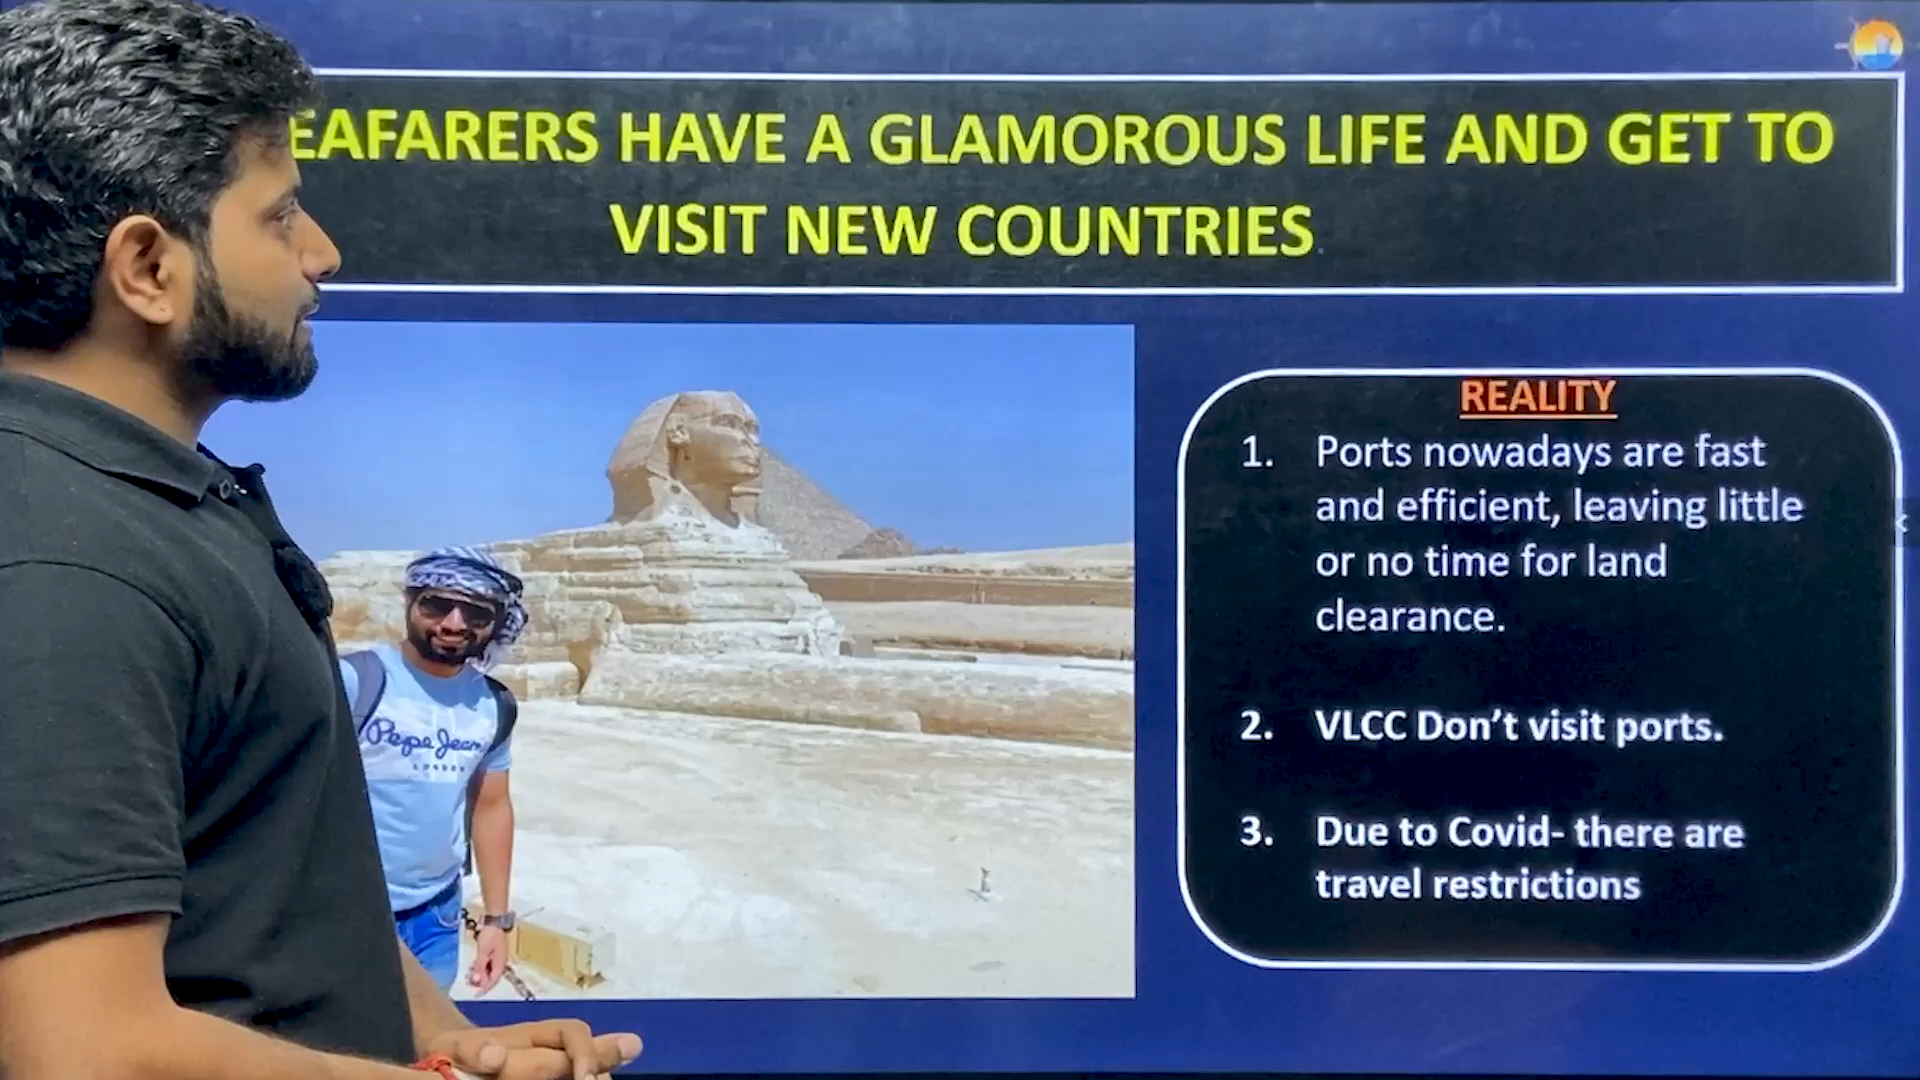 EAFARERS HAVE A GLAMOROUS LIFE AND GET TO
VISIT NEW COUNTRIES
REALITY
1. Ports nowadays are fast
and efficient, leaving little
or no time for land
clearance.
2. VLCC Don’t visit ports.
3. Due to Covid- there are
travel restrictions
Pepe Jeans
LONDON